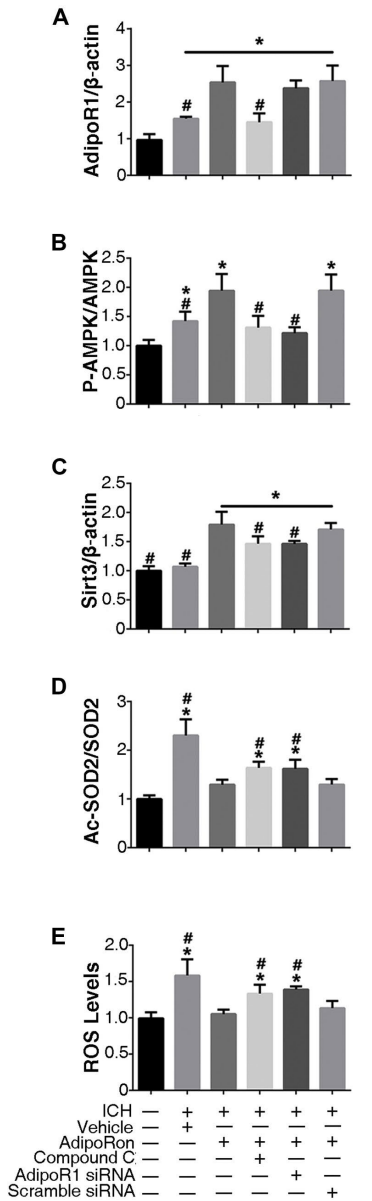 A
AdipoR1/β-actin
4
3
2
1
0
*
#
#
B
P-AMPK/AMPK
2.5
2.0
1.5
1.0
0.5
0
*
#
*
#
#
*
C
Sirt3/β-actin
2.5
2.0
1.5
1.0
0.5
0
*
# # # #
D
Ac-SOD2/SOD2
3
2
1
0
#
*
#
*
#
*
E
ROS Levels
2.0
1.5
1.0
0.5
0
#
*
#
*
#
*
ICH — + + + + +
Vehicle — + — — — —
AdipoRon — — + + + +
Compound C — — — + — —
AdipoR1 siRNA — — — — + —
Scramble siRNA — — — — — +